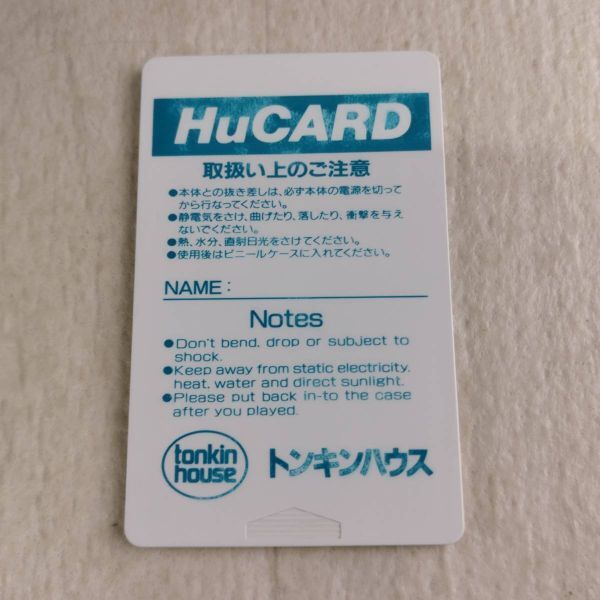 HuCARD
取扱い上のご注意
●本体との抜き差しは、必ず本体の電源を切って
から行なってください。
●静電気をさけ、曲げたり、落したり、衝撃を与え
ないでください。
●熱、水分、直射日光をさけてください。
●使用後はビニールケースに入れてください。
NAME:
Notes
●Don't bend, drop or subject to
shock.
●Keep away from static electricity,
heat, water and direct sunlight.
●Please put back in-to the case
after you played.
tonkin
house
トンキンハウス